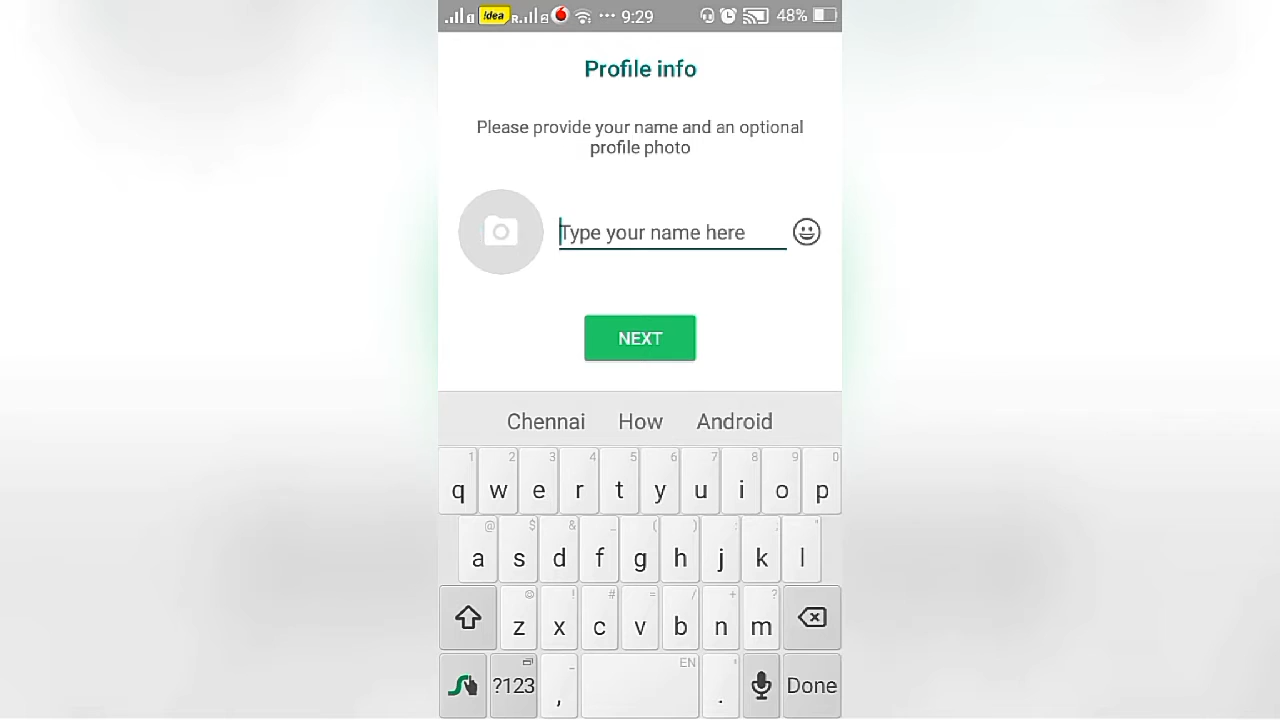 !dea R 9:29 48%
Profile info
Please provide your name and an optional
profile photo
Type your name here
NEXT
Chennai How Android
1 2 3 4 5 6 7 8 9 0
q w e r t y u i o p
@ $ & _ ( ) : ; "
a s d f g h j k l
☺ ! # = / + ?
z x c v b n m
EN
?123 , . Done